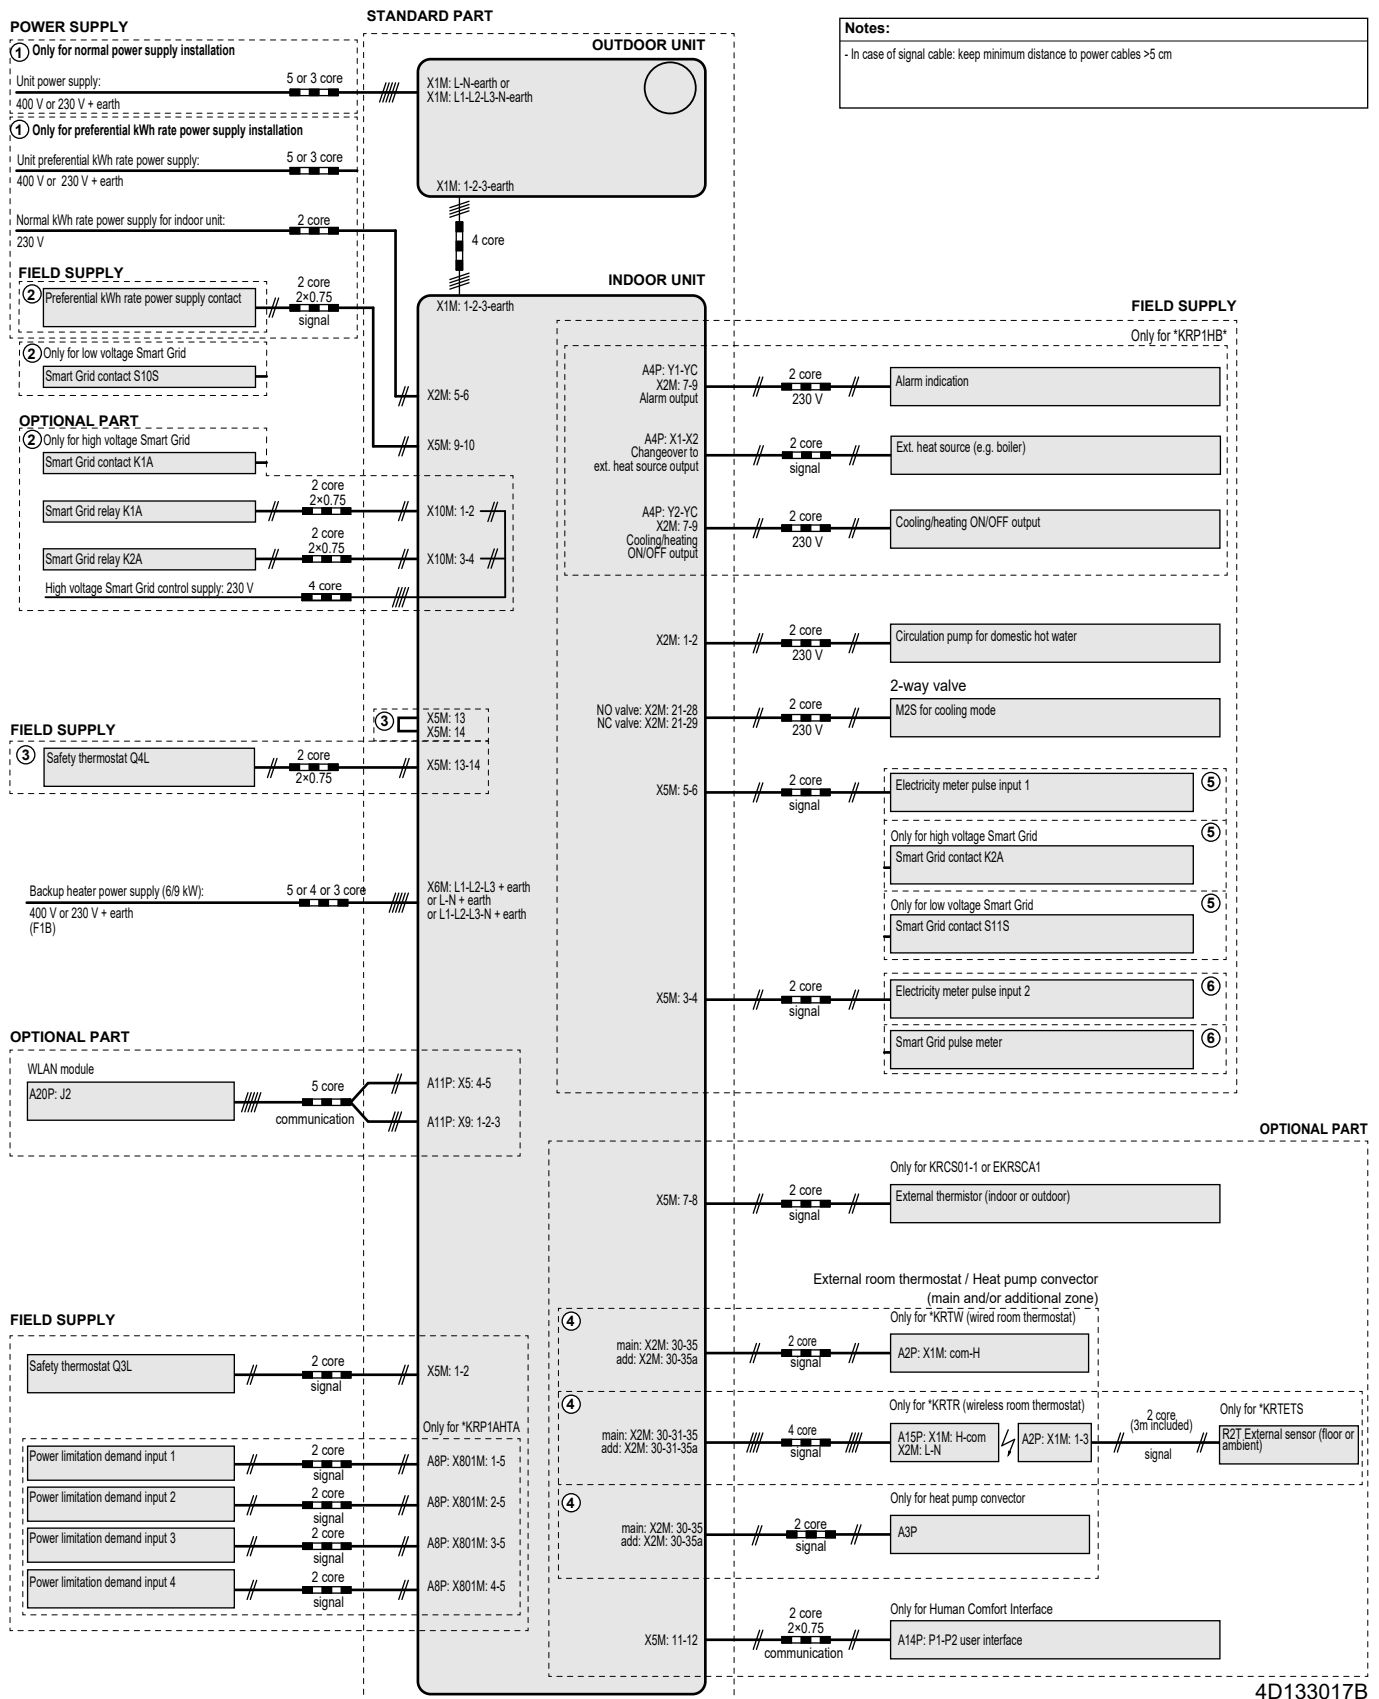 POWER SUPPLY
1 Only for normal power supply installation
Unit power supply:
5 or 3 core
400 V or 230 V + earth
1 Only for preferential kWh rate power supply installation
Unit preferential kWh rate power supply:
5 or 3 core
400 V or 230 V + earth
Normal kWh rate power supply for indoor unit:
2 core
230 V
FIELD SUPPLY
2 Preferential kWh rate power supply contact
2 core
2×0.75
signal
2 Only for low voltage Smart Grid
Smart Grid contact S10S
OPTIONAL PART
2 Only for high voltage Smart Grid
Smart Grid contact K1A
2 core
2×0.75
Smart Grid relay K1A
2 core
2×0.75
Smart Grid relay K2A
High voltage Smart Grid control supply: 230 V
4 core
FIELD SUPPLY
3 Safety thermostat Q4L
2 core
2×0.75
Backup heater power supply (6/9 kW):
5 or 4 or 3 core
400 V or 230 V + earth
(F1B)
OPTIONAL PART
WLAN module
A20P: J2
5 core
communication
FIELD SUPPLY
Safety thermostat Q3L
2 core
signal
Only for *KRP1AHTA
Power limitation demand input 1
2 core
signal
Power limitation demand input 2
2 core
signal
Power limitation demand input 3
2 core
signal
Power limitation demand input 4
2 core
signal
STANDARD PART
OUTDOOR UNIT
X1M: L-N-earth or
X1M: L1-L2-L3-N-earth
X1M: 1-2-3-earth
4 core
INDOOR UNIT
X1M: 1-2-3-earth
X2M: 5-6
X5M: 9-10
X10M: 1-2
X10M: 3-4
3
X5M: 13
X5M: 14
X5M: 13-14
X6M: L1-L2-L3 + earth
or L-N + earth
or L1-L2-L3-N + earth
A11P: X5: 4-5
A11P: X9: 1-2-3
X5M: 1-2
A8P: X801M: 1-5
A8P: X801M: 2-5
A8P: X801M: 3-5
A8P: X801M: 4-5
Notes:
- In case of signal cable: keep minimum distance to power cables >5 cm
FIELD SUPPLY
Only for *KRP1HB*
A4P: Y1-YC
X2M: 7-9
Alarm output
2 core
230 V
Alarm indication
A4P: X1-X2
Changeover to
ext. heat source output
2 core
signal
Ext. heat source (e.g. boiler)
A4P: Y2-YC
X2M: 7-9
Cooling/heating
ON/OFF output
2 core
230 V
Cooling/heating ON/OFF output
X2M: 1-2
2 core
230 V
Circulation pump for domestic hot water
2-way valve
NO valve: X2M: 21-28
NC valve: X2M: 21-29
2 core
230 V
M2S for cooling mode
X5M: 5-6
2 core
signal
Electricity meter pulse input 1
5
Only for high voltage Smart Grid
5
Smart Grid contact K2A
Only for low voltage Smart Grid
5
Smart Grid contact S11S
X5M: 3-4
2 core
signal
Electricity meter pulse input 2
6
Smart Grid pulse meter
6
OPTIONAL PART
Only for KRCS01-1 or EKRSCA1
X5M: 7-8
2 core
signal
External thermistor (indoor or outdoor)
External room thermostat / Heat pump convector
(main and/or additional zone)
4
Only for *KRTW (wired room thermostat)
main: X2M: 30-35
add: X2M: 30-35a
2 core
signal
A2P: X1M: com-H
4
Only for *KRTR (wireless room thermostat)
main: X2M: 30-31-35
add: X2M: 30-31-35a
4 core
signal
A15P: X1M: H-com
X2M: L-N
A2P: X1M: 1-3
2 core
(3m included)
signal
Only for *KRTETS
R2T External sensor (floor or
ambient)
4
Only for heat pump convector
main: X2M: 30-35
add: X2M: 30-35a
2 core
signal
A3P
Only for Human Comfort Interface
X5M: 11-12
2 core
2×0.75
communication
A14P: P1-P2 user interface
4D133017B